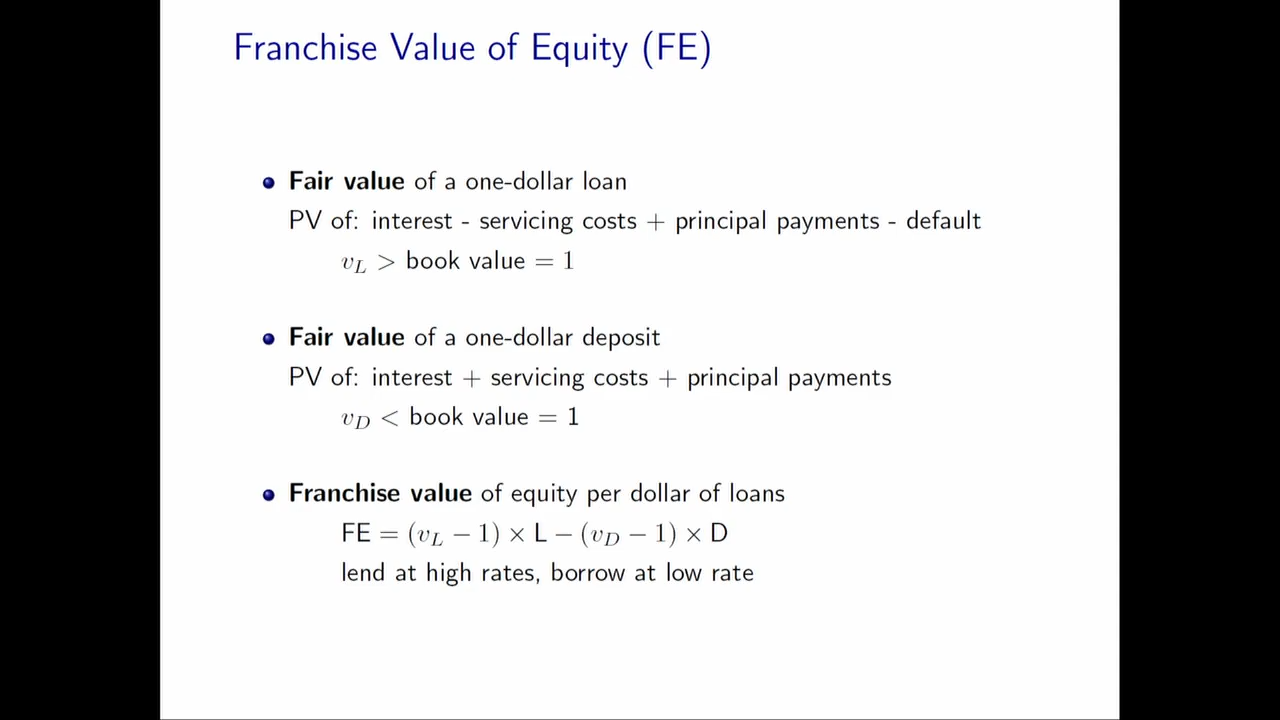 Franchise Value of Equity (FE)
Fair value of a one-dollar loan
PV of: interest - servicing costs + principal payments - default
v_L > book value = 1
Fair value of a one-dollar deposit
PV of: interest + servicing costs + principal payments
v_D < book value = 1
Franchise value of equity per dollar of loans
FE = (v_L − 1) × L − (v_D − 1) × D
lend at high rates, borrow at low rate